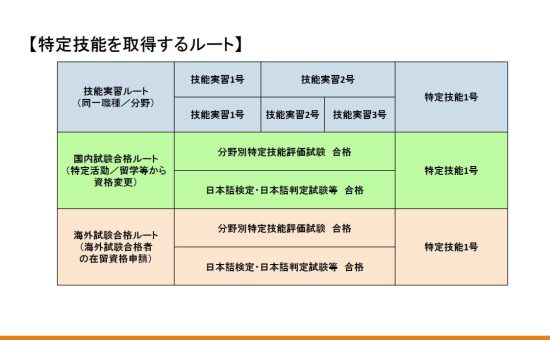 【特定技能を取得するルート】
技能実習ルート
（同一職種／分野）
技能実習1号
技能実習2号
技能実習1号
技能実習2号
技能実習3号
特定技能1号
国内試験合格ルート
（特定活動／留学等から
資格変更）
分野別特定技能評価試験 合格
日本語検定・日本語判定試験等 合格
特定技能1号
海外試験合格ルート
（海外試験合格者
の在留資格申請）
分野別特定技能評価試験 合格
日本語検定・日本語判定試験等 合格
特定技能1号